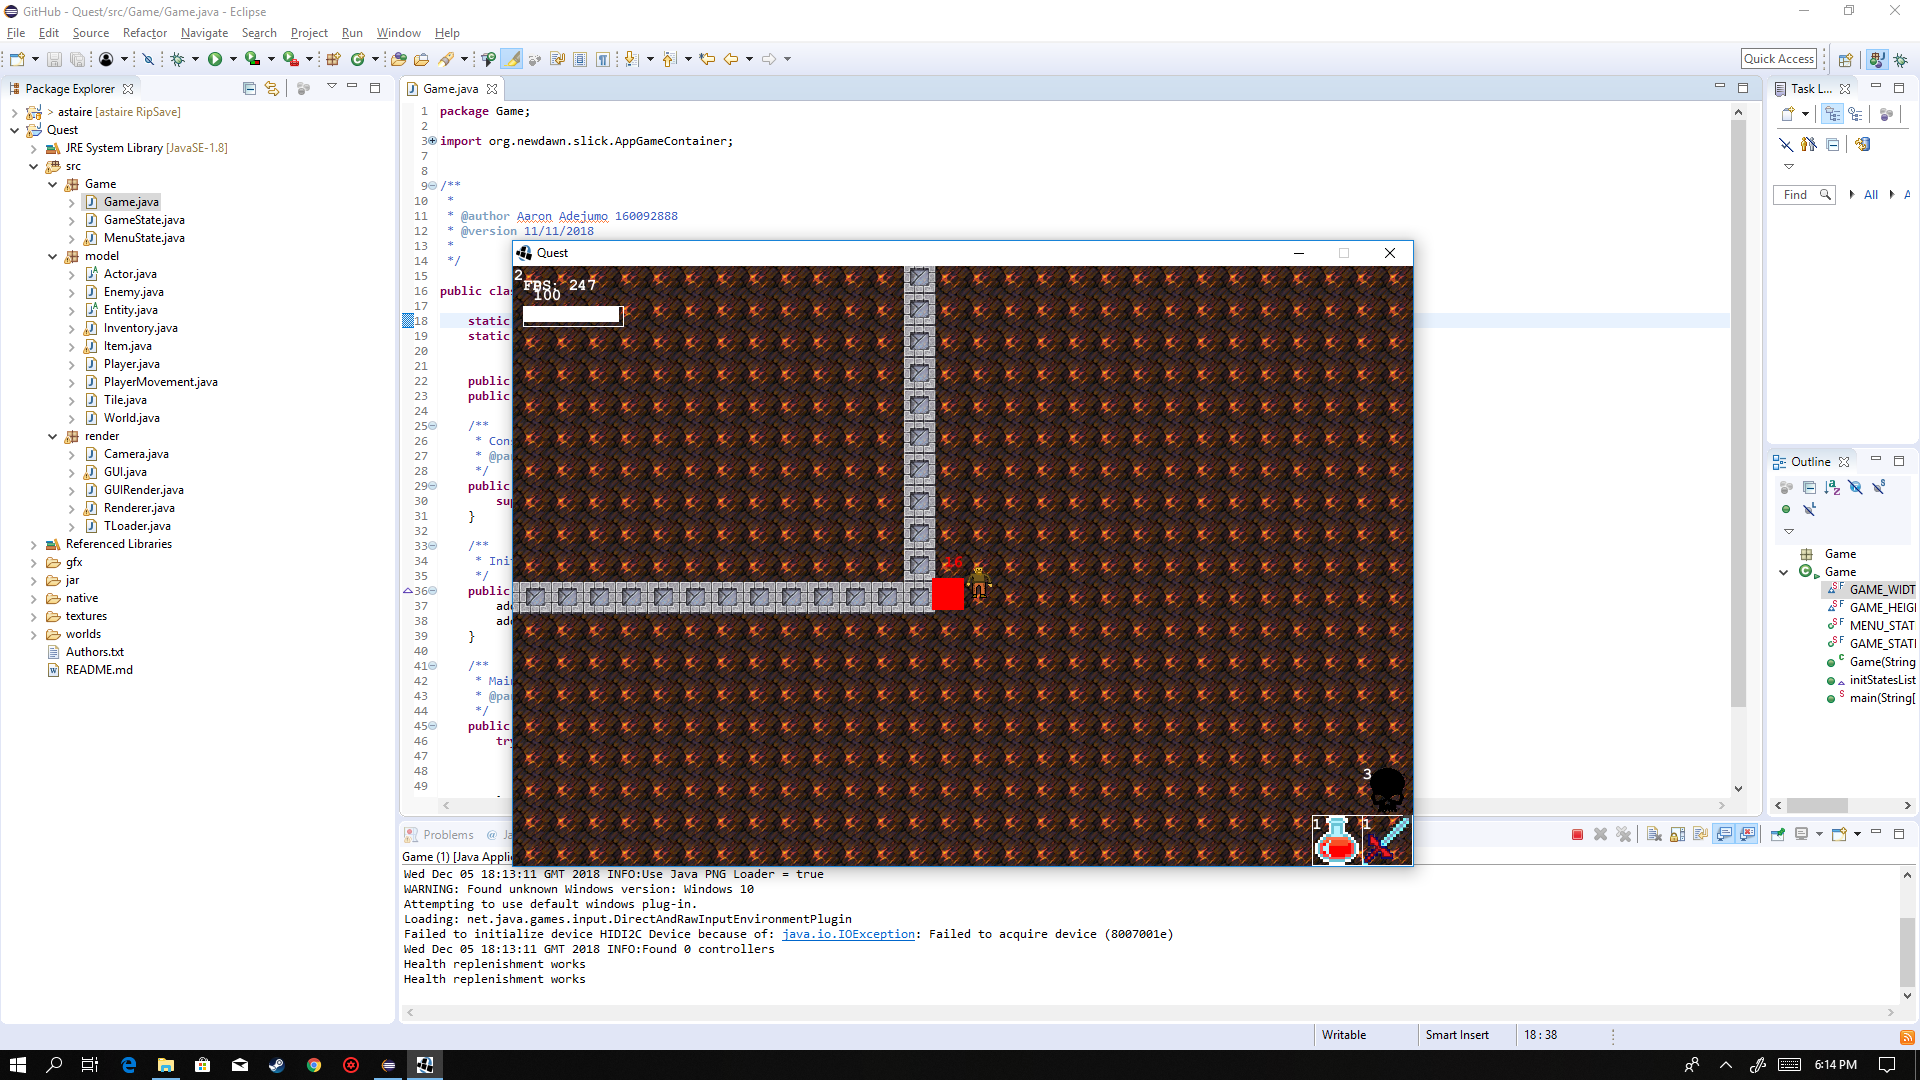 GitHub - Quest/src/Game/Game.java - Eclipse
File Edit Source Refactor Navigate Search Project Run Window Help
Quick Access
Package Explorer
> astaire [astaire RipSave]
Quest
JRE System Library [JavaSE-1.8]
src
Game
Game.java
GameState.java
MenuState.java
model
Actor.java
Enemy.java
Entity.java
Inventory.java
Item.java
Player.java
PlayerMovement.java
Tile.java
World.java
render
Camera.java
GUI.java
GUIRender.java
Renderer.java
TLoader.java
Referenced Libraries
gfx
jar
native
textures
worlds
Authors.txt
README.md
Game.java
1 package Game;
2
3 import org.newdawn.slick.AppGameContainer;
7
8
9 /**
10 *
11 * @author Aaron Adejumo 160092888
12 * @version 11/11/2018
13 *
14 */
15
16 public clas
17
18 static
19 static
20
21
22 public
23 public
24
25 /**
26 * Cons
27 * @pa
28 */
29 public
30 sup
31 }
32
33 /**
34 * Init
35 */
36 public
37 add
38 add
39 }
40
41 /**
42 * Main
43 * @pa
44 */
45 public
46 try
47
48
49
Quest
2
FPS: 247
100
16
3
1 1
Task L...
Find All A
Outline
Game
Game
GAME_WIDT
GAME_HEIG
MENU_STAT
GAME_STATE
Game(String
initStatesList
main(String[
Problems @ Ja
Game (1) [Java Applic
Wed Dec 05 18:13:11 GMT 2018 INFO:Use Java PNG Loader = true
WARNING: Found unknown Windows version: Windows 10
Attempting to use default windows plug-in.
Loading: net.java.games.input.DirectAndRawInputEnvironmentPlugin
Failed to initialize device HIDI2C Device because of: java.io.IOException: Failed to acquire device (8007001e)
Wed Dec 05 18:13:11 GMT 2018 INFO:Found 0 controllers
Health replenishment works
Health replenishment works
Writable Smart Insert 18 : 38
6:14 PM